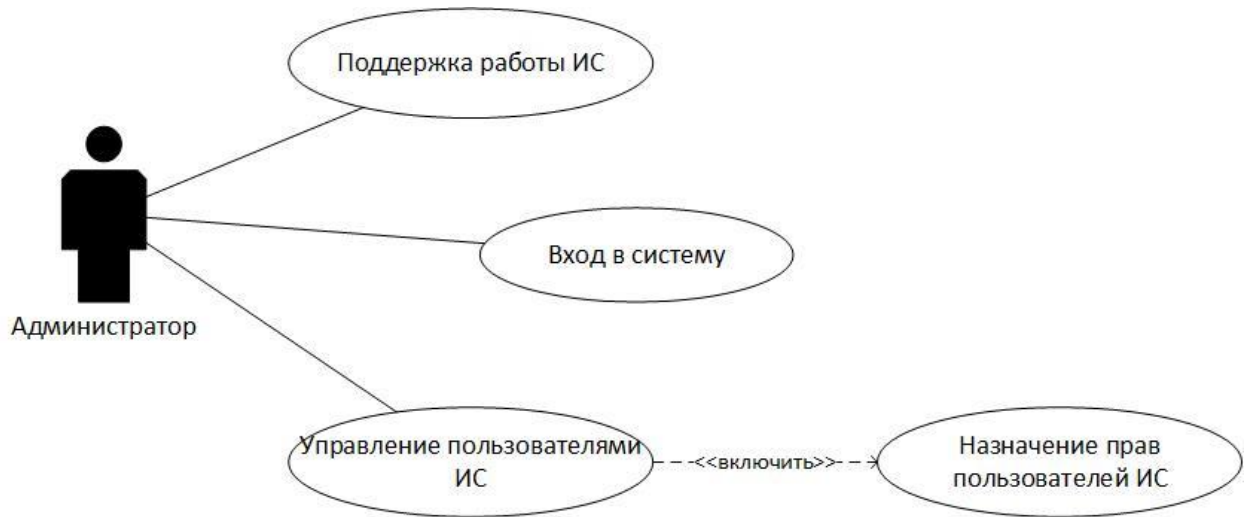 Поддержка работы ИС
Вход в систему
Администратор
Управление пользователями
ИС
<<включить>>
Назначение прав
пользователей ИС